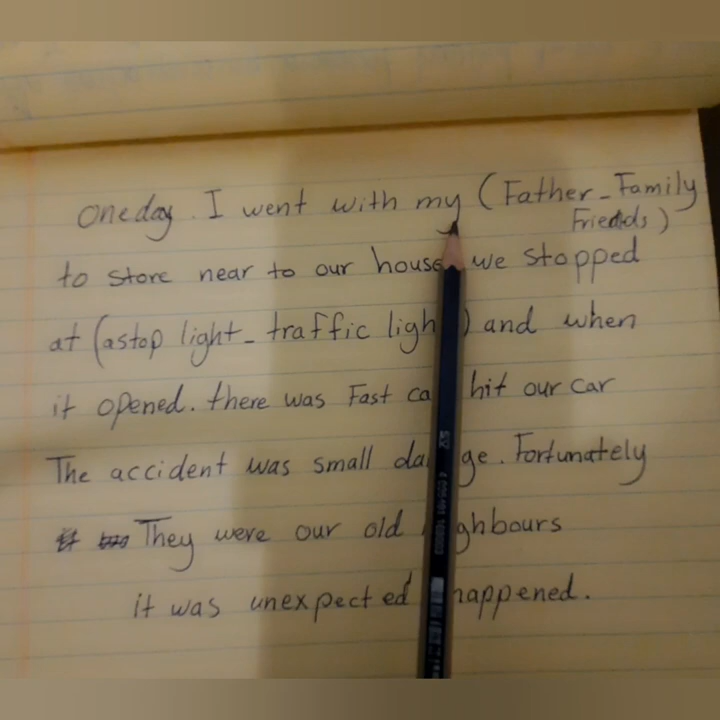 One day. I went with my (Father - Family
Friends)
to store near to our house we stopped
at (a stop light - traffic ligh ) and when
it opened. there was Fast ca hit our car
The accident was small da ge. Fortunately
They were our old ghbours
it was unexpected happened.